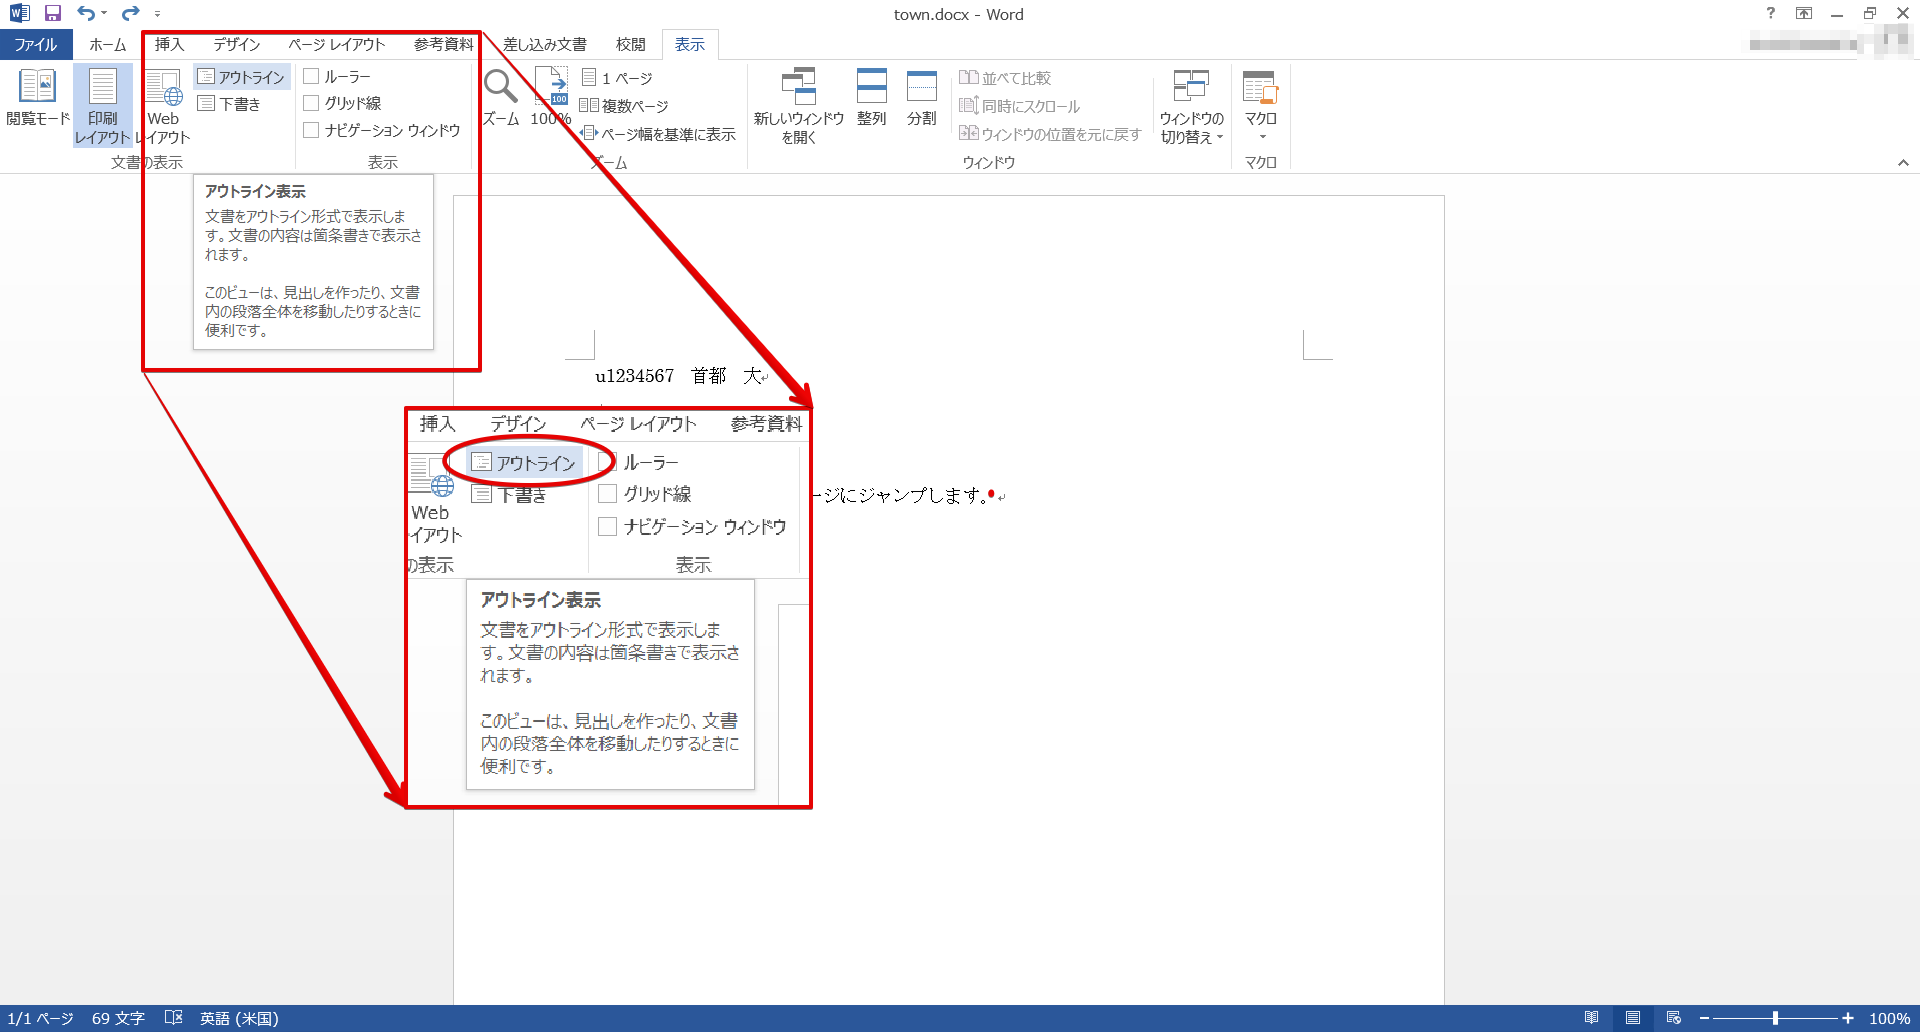 town.docx - Word
ファイル
ホーム
挿入
デザイン
ページ レイアウト
参考資料
差し込み文書
校閲
表示
閲覧モード
印刷
レイアウト
Web
レイアウト
アウトライン
下書き
文書の表示
ルーラー
グリッド線
ナビゲーション ウィンドウ
表示
ズーム
100
100%
1 ページ
複数ページ
ページ幅を基準に表示
ズーム
新しいウィンドウ
を開く
整列
分割
並べて比較
同時にスクロール
ウィンドウの位置を元に戻す
ウィンドウの
切り替え
ウィンドウ
マクロ
マクロ
アウトライン表示
文書をアウトライン形式で表示しま
す。文書の内容は箇条書きで表示さ
れます。
このビューは、見出しを作ったり、文書
内の段落全体を移動したりするときに
便利です。
u1234567 首都 大
挿入
デザイン
ページ レイアウト
参考資料
アウトライン
下書き
Web
イアウト
の表示
ルーラー
グリッド線
ナビゲーション ウィンドウ
表示
ージにジャンプします。
アウトライン表示
文書をアウトライン形式で表示しま
す。文書の内容は箇条書きで表示さ
れます。
このビューは、見出しを作ったり、文書
内の段落全体を移動したりするときに
便利です。
1/1 ページ
69 文字
英語 (米国)
100%